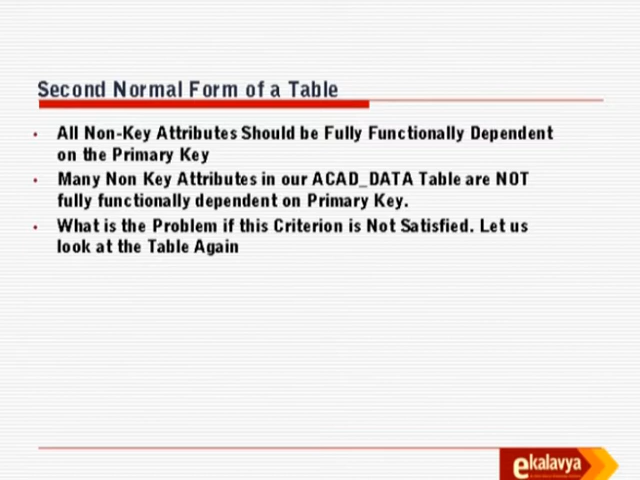 Second Normal Form of a Table
• All Non-Key Attributes Should be Fully Functionally Dependent
on the Primary Key
• Many Non Key Attributes in our ACAD_DATA Table are NOT
fully functionally dependent on Primary Key.
• What is the Problem if this Criterion is Not Satisfied. Let us
look at the Table Again
ekalavya